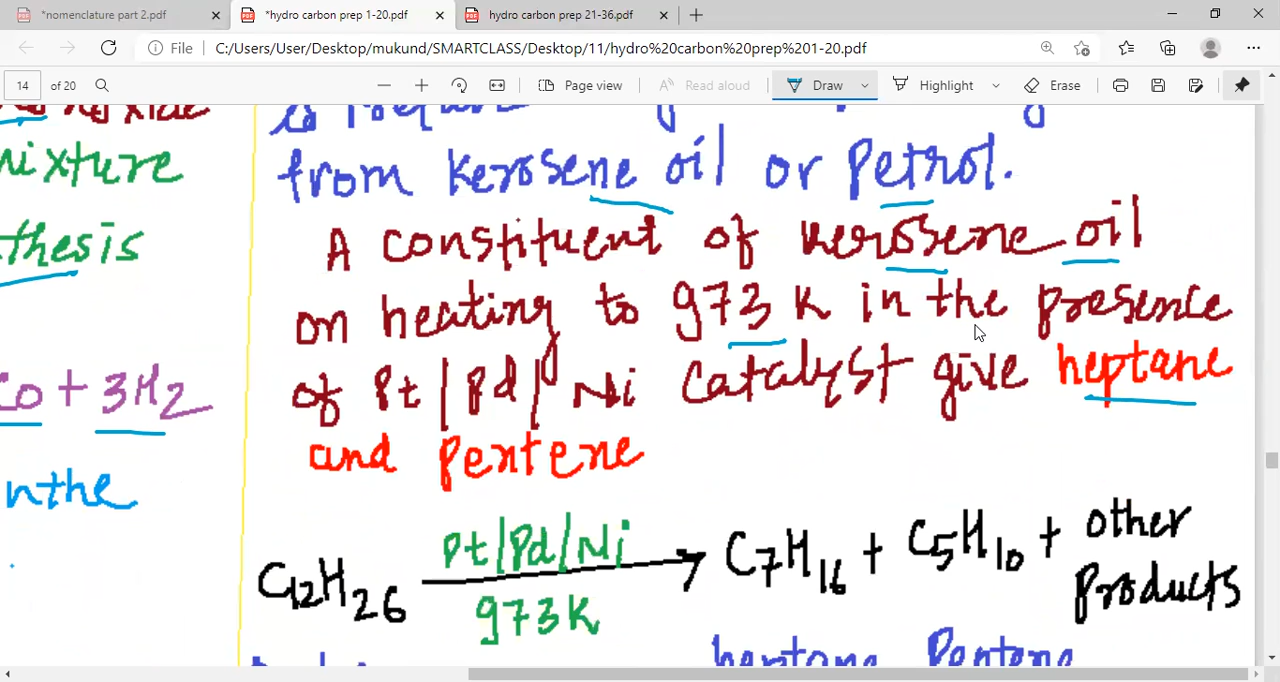 *nomenclature part 2.pdf
*hydro carbon prep 1-20.pdf
hydro carbon prep 21-36.pdf
File
C:/Users/User/Desktop/mukund/SMARTCLASS/Desktop/11/hydro%20carbon%20prep%201-20.pdf
14 of 20
Page view
Read aloud
Draw
Highlight
Erase
mixture
thesis
Co + 3H2
nthe
from Kerosene oil or Petrol.
A constituent of kerosene oil
on heating to 973 K in the presence
of Pt/Pd/Ni catalyst give heptane
and Pentene
Pt/Pd/Ni
C12H26 → C7H16 + C5H10 + other products
973K
heptane Pentene